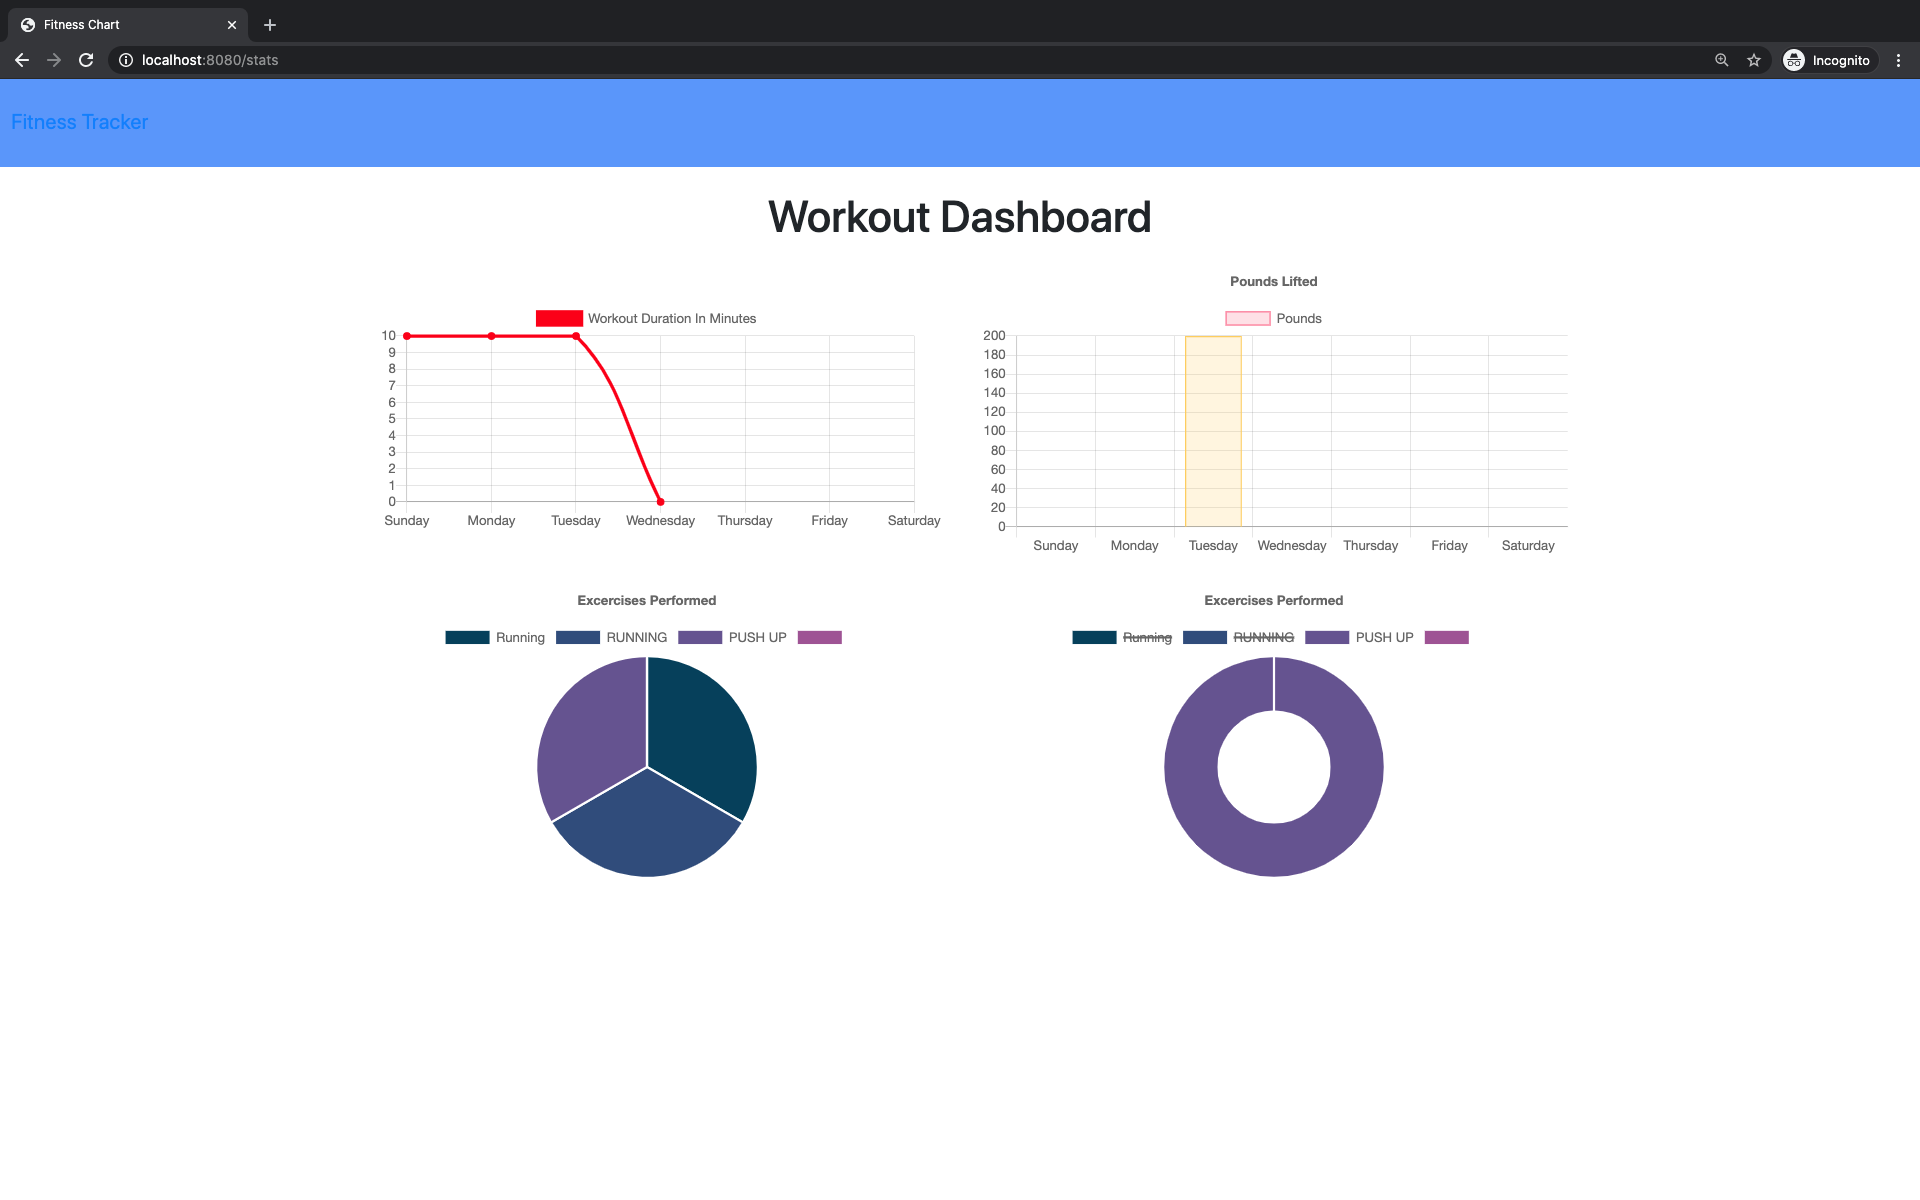 Fitness Chart
localhost:8080/stats
Incognito
Fitness Tracker
Workout Dashboard
Workout Duration In Minutes
10
9
8
7
6
5
4
3
2
1
0
Sunday Monday Tuesday Wednesday Thursday Friday Saturday
Pounds Lifted
Pounds
200
180
160
140
120
100
80
60
40
20
0
Sunday Monday Tuesday Wednesday Thursday Friday Saturday
Excercises Performed
Running RUNNING PUSH UP
Excercises Performed
Running RUNNING PUSH UP